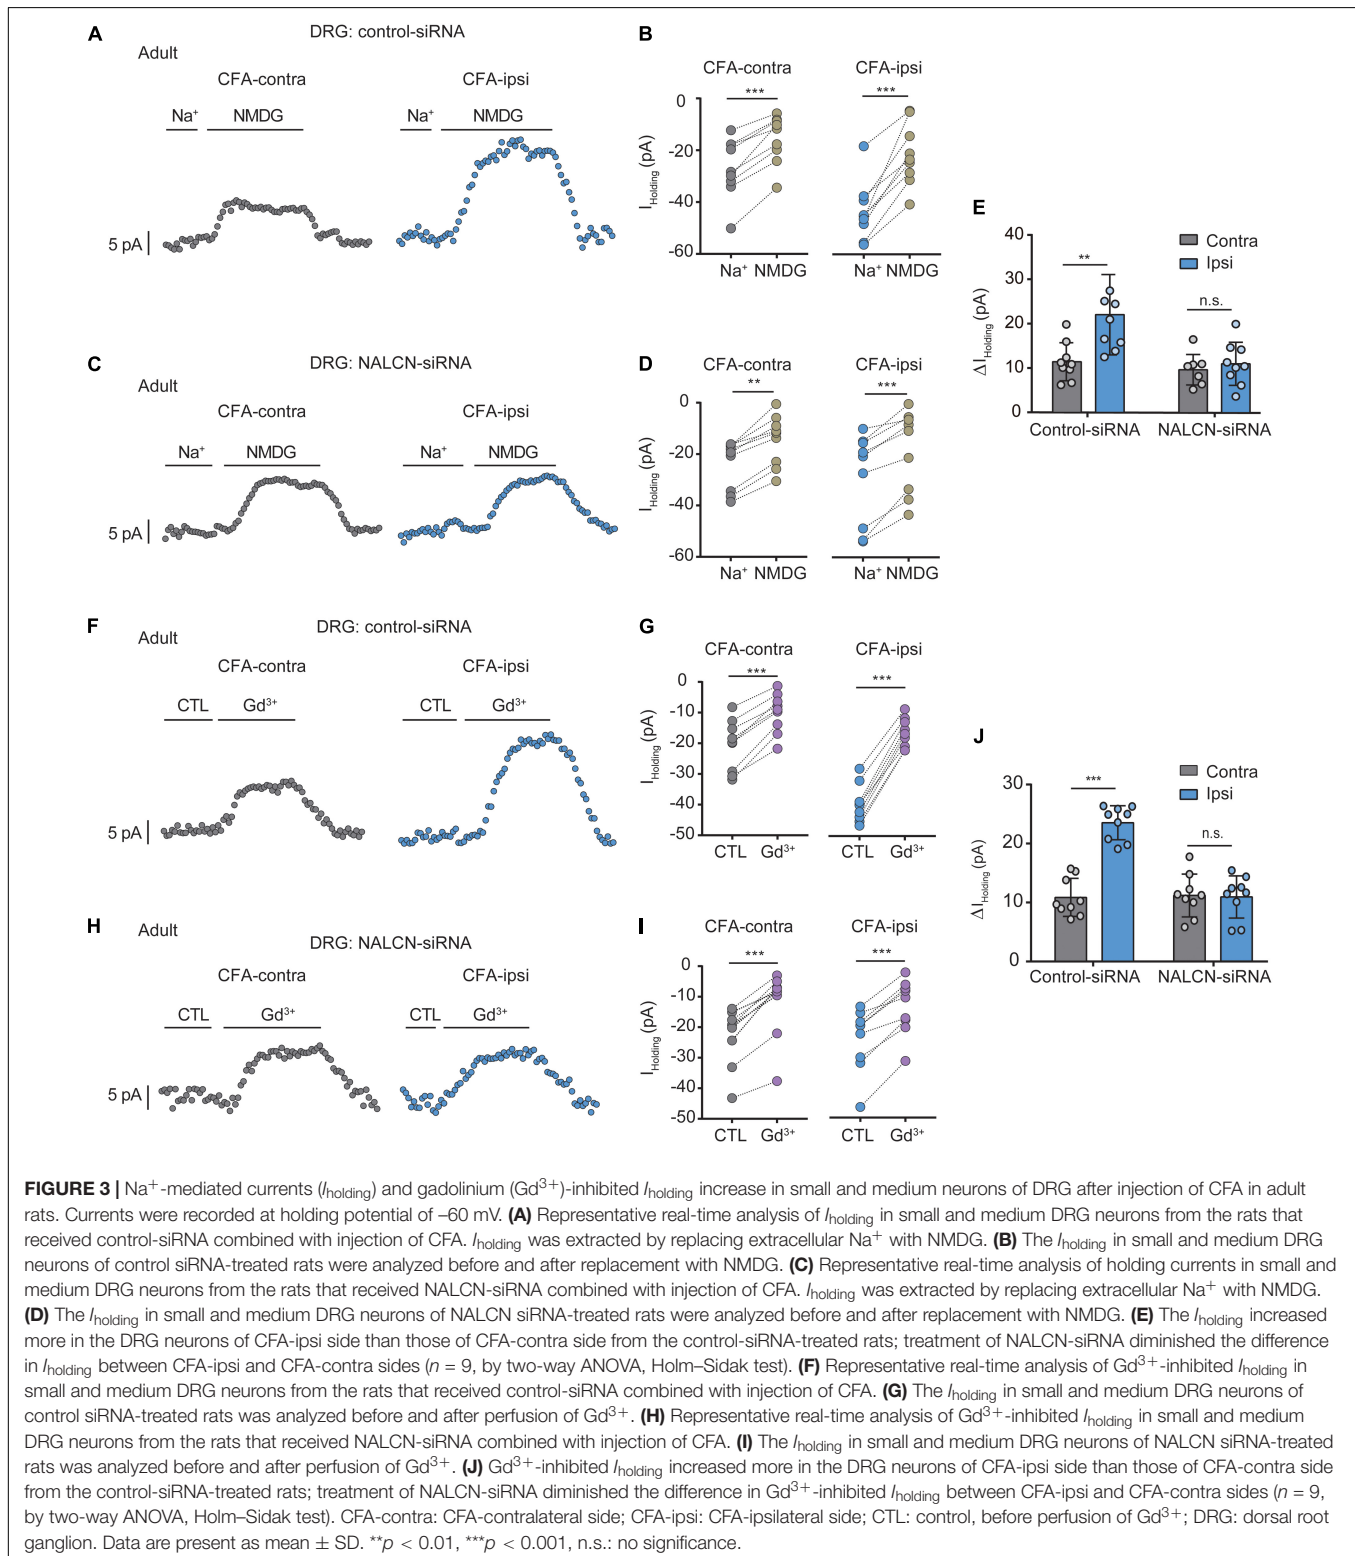 A
DRG: control-siRNA
Adult
CFA-contra
CFA-ipsi
Na⁺
NMDG
Na⁺
NMDG
5 pA
B
CFA-contra
CFA-ipsi
***
***
0
-20
-40
-60
I_Holding (pA)
Na⁺ NMDG
Na⁺ NMDG
C
DRG: NALCN-siRNA
Adult
CFA-contra
CFA-ipsi
Na⁺
NMDG
Na⁺
NMDG
5 pA
D
CFA-contra
CFA-ipsi
**
***
0
-20
-40
-60
I_Holding (pA)
Na⁺ NMDG
Na⁺ NMDG
E
Contra
Ipsi
**
n.s.
40
30
20
10
0
ΔI_Holding (pA)
Control-siRNA
NALCN-siRNA
F
DRG: control-siRNA
Adult
CFA-contra
CFA-ipsi
CTL
Gd³⁺
CTL
Gd³⁺
5 pA
G
CFA-contra
CFA-ipsi
***
***
0
-10
-20
-30
-40
-50
I_Holding (pA)
CTL Gd³⁺
CTL Gd³⁺
H
Adult
DRG: NALCN-siRNA
CFA-contra
CFA-ipsi
CTL
Gd³⁺
CTL
Gd³⁺
5 pA
I
CFA-contra
CFA-ipsi
***
***
0
-10
-20
-30
-40
-50
I_Holding (pA)
CTL Gd³⁺
CTL Gd³⁺
J
Contra
Ipsi
***
n.s.
30
20
10
0
ΔI_Holding (pA)
Control-siRNA
NALCN-siRNA
FIGURE 3 | Na⁺-mediated currents (I_holding) and gadolinium (Gd³⁺)-inhibited I_holding increase in small and medium neurons of DRG after injection of CFA in adult
rats. Currents were recorded at holding potential of –60 mV. (A) Representative real-time analysis of I_holding in small and medium DRG neurons from the rats that
received control-siRNA combined with injection of CFA. I_holding was extracted by replacing extracellular Na⁺ with NMDG. (B) The I_holding in small and medium DRG
neurons of control siRNA-treated rats were analyzed before and after replacement with NMDG. (C) Representative real-time analysis of holding currents in small and
medium DRG neurons from the rats that received NALCN-siRNA combined with injection of CFA. I_holding was extracted by replacing extracellular Na⁺ with NMDG.
(D) The I_holding in small and medium DRG neurons of NALCN siRNA-treated rats were analyzed before and after replacement with NMDG. (E) The I_holding increased
more in the DRG neurons of CFA-ipsi side than those of CFA-contra side from the control-siRNA-treated rats; treatment of NALCN-siRNA diminished the difference
in I_holding between CFA-ipsi and CFA-contra sides (n = 9, by two-way ANOVA, Holm–Sidak test). (F) Representative real-time analysis of Gd³⁺-inhibited I_holding in
small and medium DRG neurons from the rats that received control-siRNA combined with injection of CFA. (G) The I_holding in small and medium DRG neurons of
control siRNA-treated rats was analyzed before and after perfusion of Gd³⁺. (H) Representative real-time analysis of Gd³⁺-inhibited I_holding in small and medium
DRG neurons from the rats that received NALCN-siRNA combined with injection of CFA. (I) The I_holding in small and medium DRG neurons of NALCN siRNA-treated
rats was analyzed before and after perfusion of Gd³⁺. (J) Gd³⁺-inhibited I_holding increased more in the DRG neurons of CFA-ipsi side than those of CFA-contra side
from the control-siRNA-treated rats; treatment of NALCN-siRNA diminished the difference in Gd³⁺-inhibited I_holding between CFA-ipsi and CFA-contra sides (n = 9,
by two-way ANOVA, Holm–Sidak test). CFA-contra: CFA-contralateral side; CFA-ipsi: CFA-ipsilateral side; CTL: control, before perfusion of Gd³⁺; DRG: dorsal root
ganglion. Data are present as mean ± SD. **p < 0.01, ***p < 0.001, n.s.: no significance.